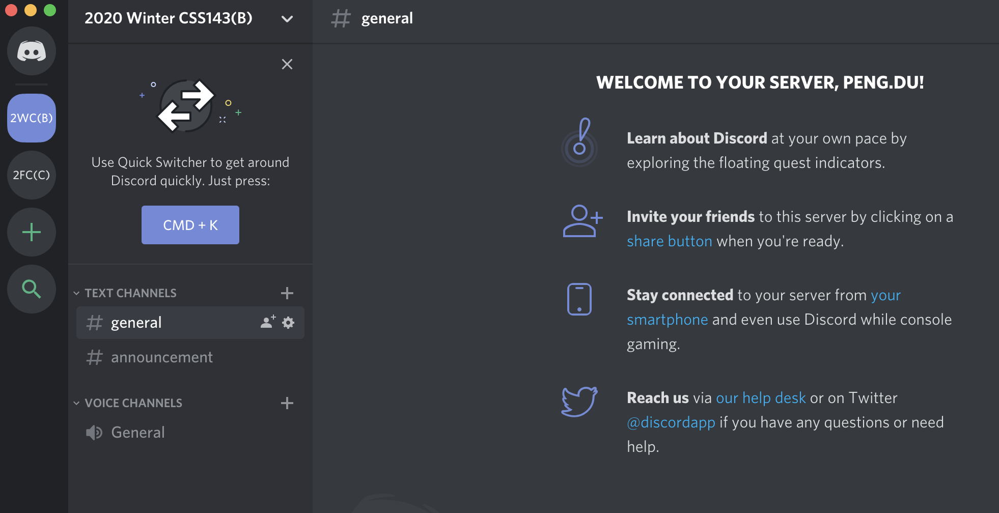 2020 Winter CSS143(B)
2WC(B)
2FC(C)
Use Quick Switcher to get around
Discord quickly. Just press:
CMD + K
TEXT CHANNELS
# general
# announcement
VOICE CHANNELS
General
# general
WELCOME TO YOUR SERVER, PENG.DU!
Learn about Discord at your own pace by
exploring the floating quest indicators.
Invite your friends to this server by clicking on a
share button when you're ready.
Stay connected to your server from your
smartphone and even use Discord while console
gaming.
Reach us via our help desk or on Twitter
@discordapp if you have any questions or need
help.